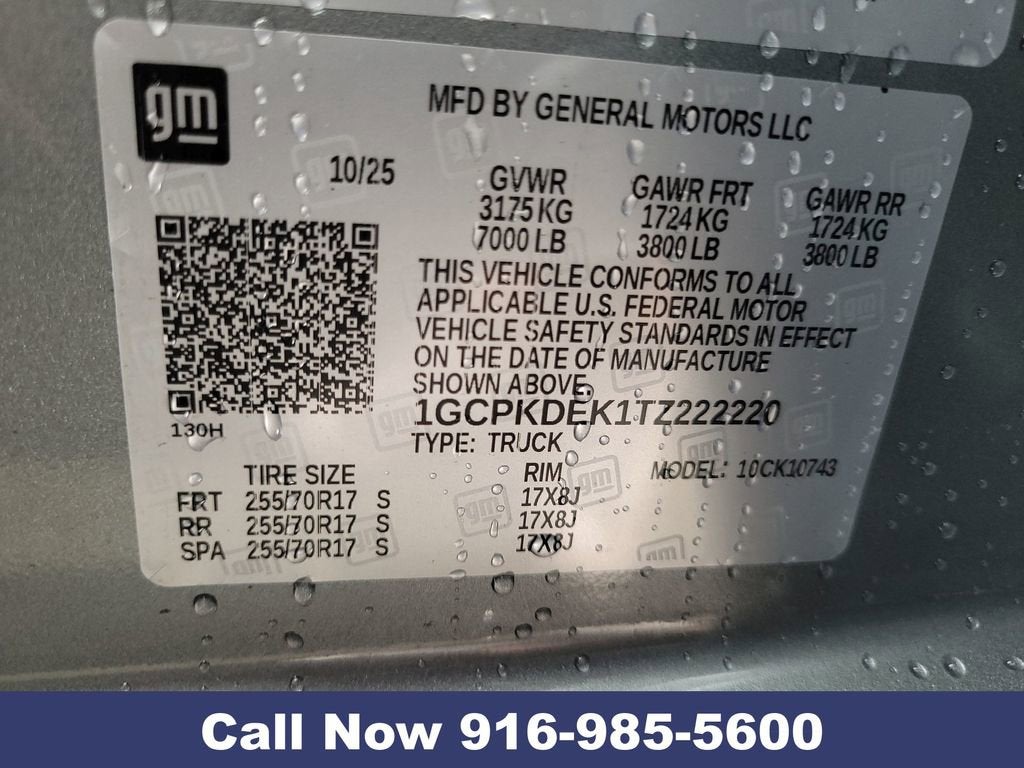 gm
MFD BY GENERAL MOTORS LLC
10/25
GVWR GAWR FRT GAWR RR
3175 KG 1724 KG 1724 KG
7000 LB 3800 LB 3800 LB
THIS VEHICLE CONFORMS TO ALL
APPLICABLE U.S. FEDERAL MOTOR
VEHICLE SAFETY STANDARDS IN EFFECT
ON THE DATE OF MANUFACTURE
SHOWN ABOVE.
1GCPKDEK1TZ222220
130H
TYPE: TRUCK
TIRE SIZE RIM MODEL: 10CK10743
FRT 255/70R17 S 17X8J
RR 255/70R17 S 17X8J
SPA 255/70R17 S 17X8J
Call Now 916-985-5600